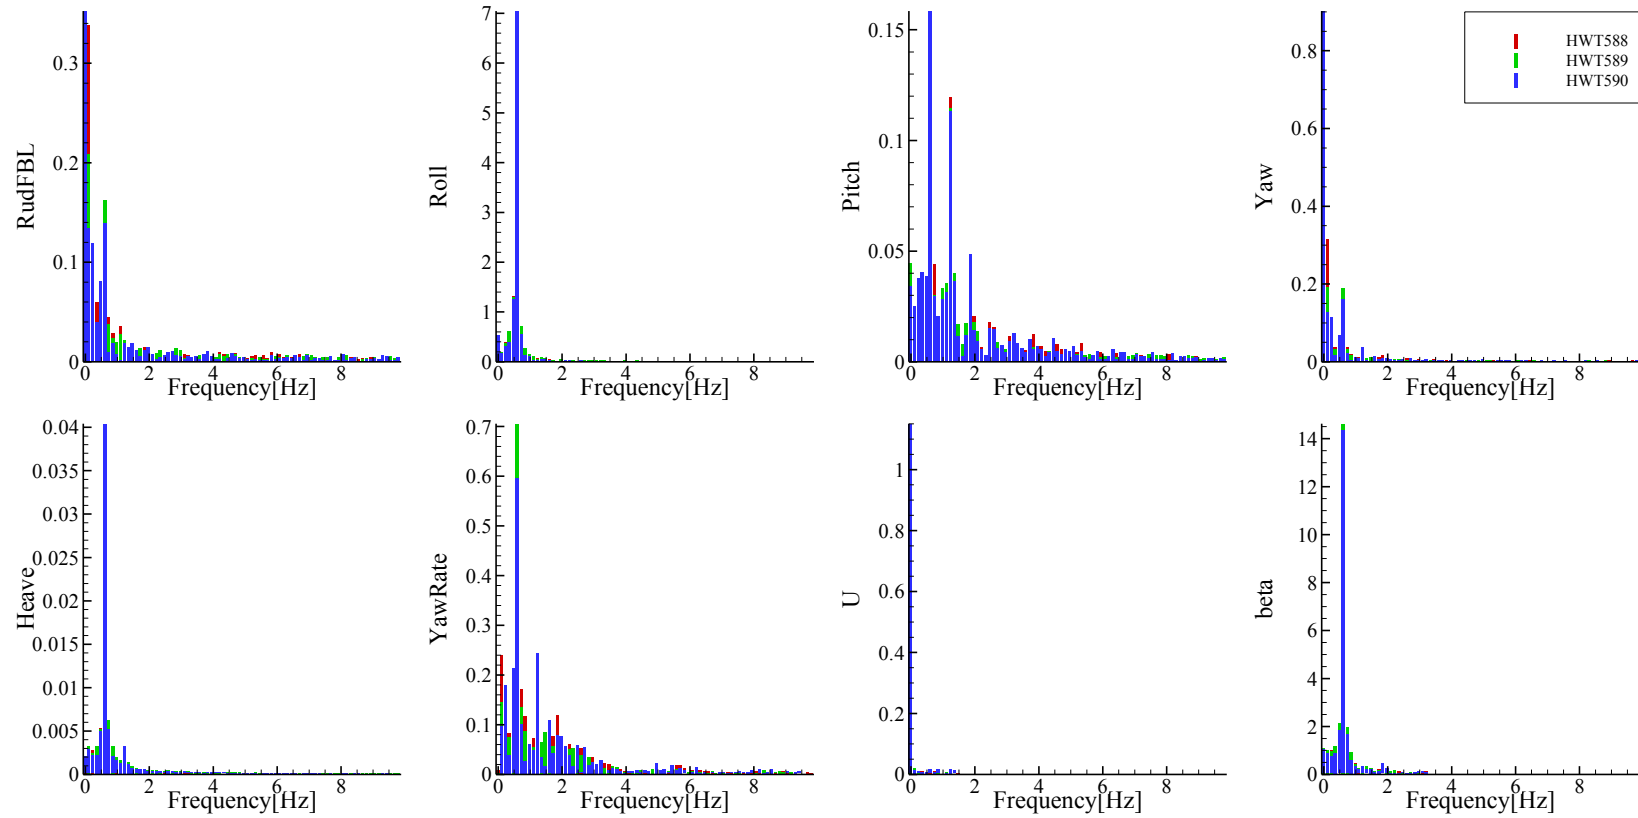 RudFBL
0.3
0.2
0.1
0
0 2 4 6 8
Frequency[Hz]
Roll
7
6
5
4
3
2
1
0
0 2 4 6 8
Frequency[Hz]
Pitch
0.15
0.1
0.05
0
0 2 4 6 8
Frequency[Hz]
Yaw
0.8
0.6
0.4
0.2
0
0 2 4 6 8
Frequency[Hz]
HWT588
HWT589
HWT590
Heave
0.04
0.035
0.03
0.025
0.02
0.015
0.01
0.005
0
0 2 4 6 8
Frequency[Hz]
YawRate
0.7
0.6
0.5
0.4
0.3
0.2
0.1
0
0 2 4 6 8
Frequency[Hz]
U
1
0.8
0.6
0.4
0.2
0
0 2 4 6 8
Frequency[Hz]
beta
14
12
10
8
6
4
2
0
0 2 4 6 8
Frequency[Hz]